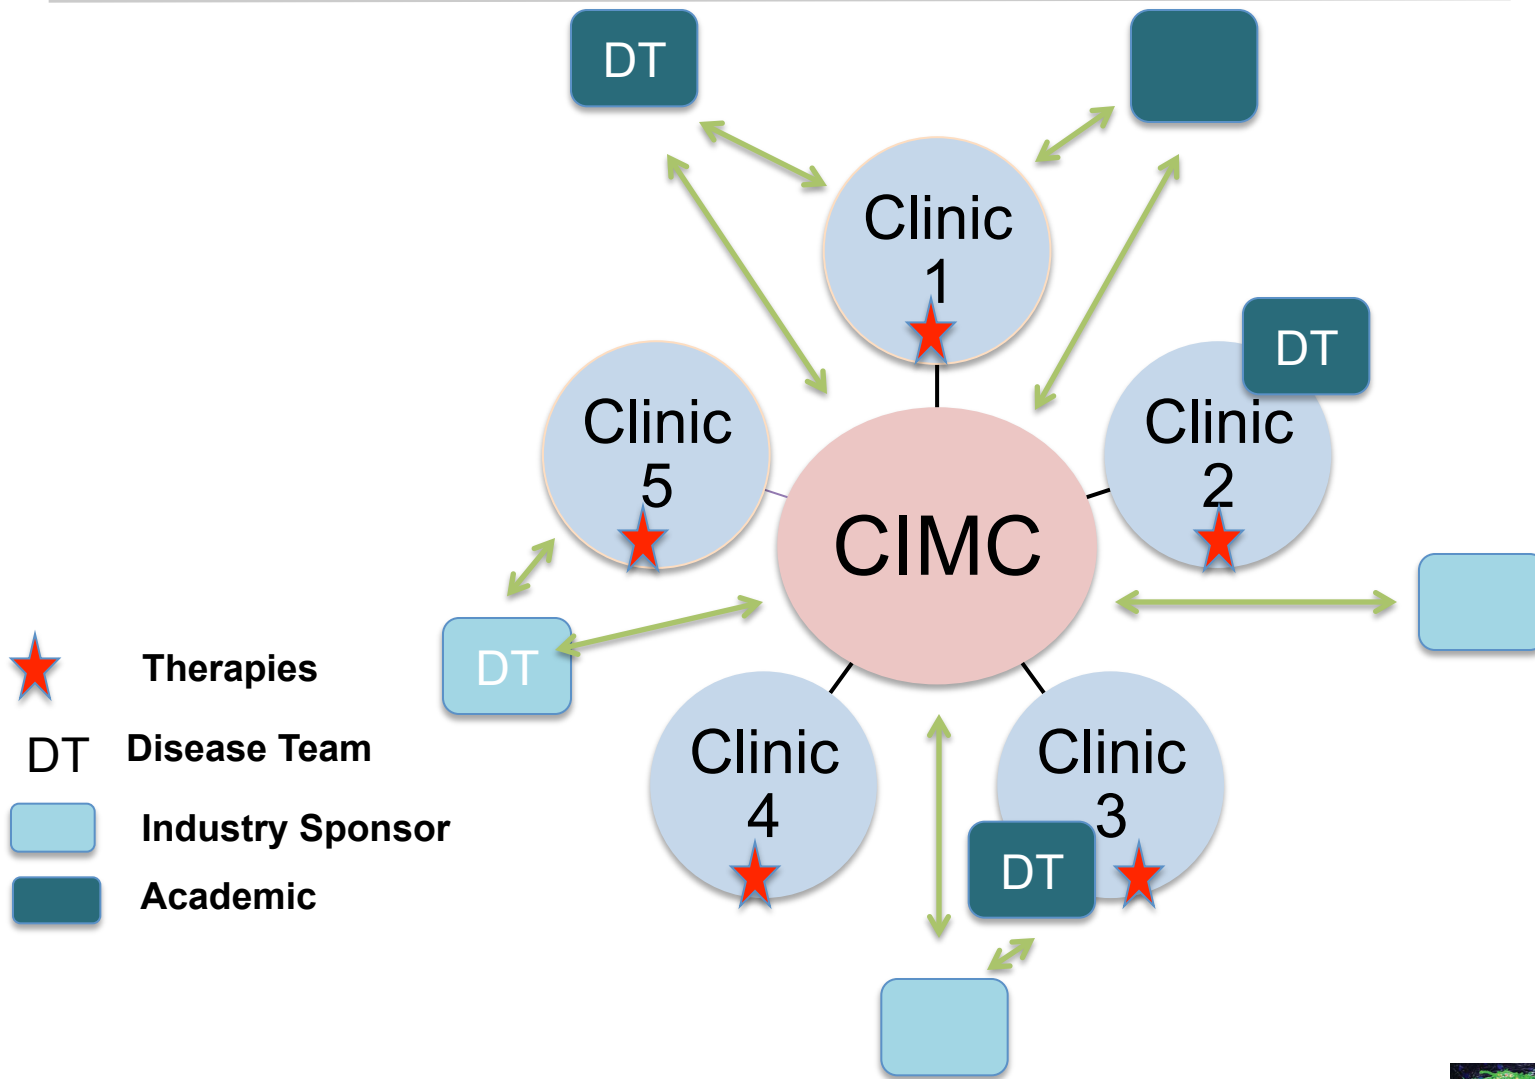 DT
Clinic
1
DT
Clinic
2
Clinic
5
CIMC
DT
Clinic
4
Clinic
3
DT
Therapies
DT Disease Team
Industry Sponsor
Academic